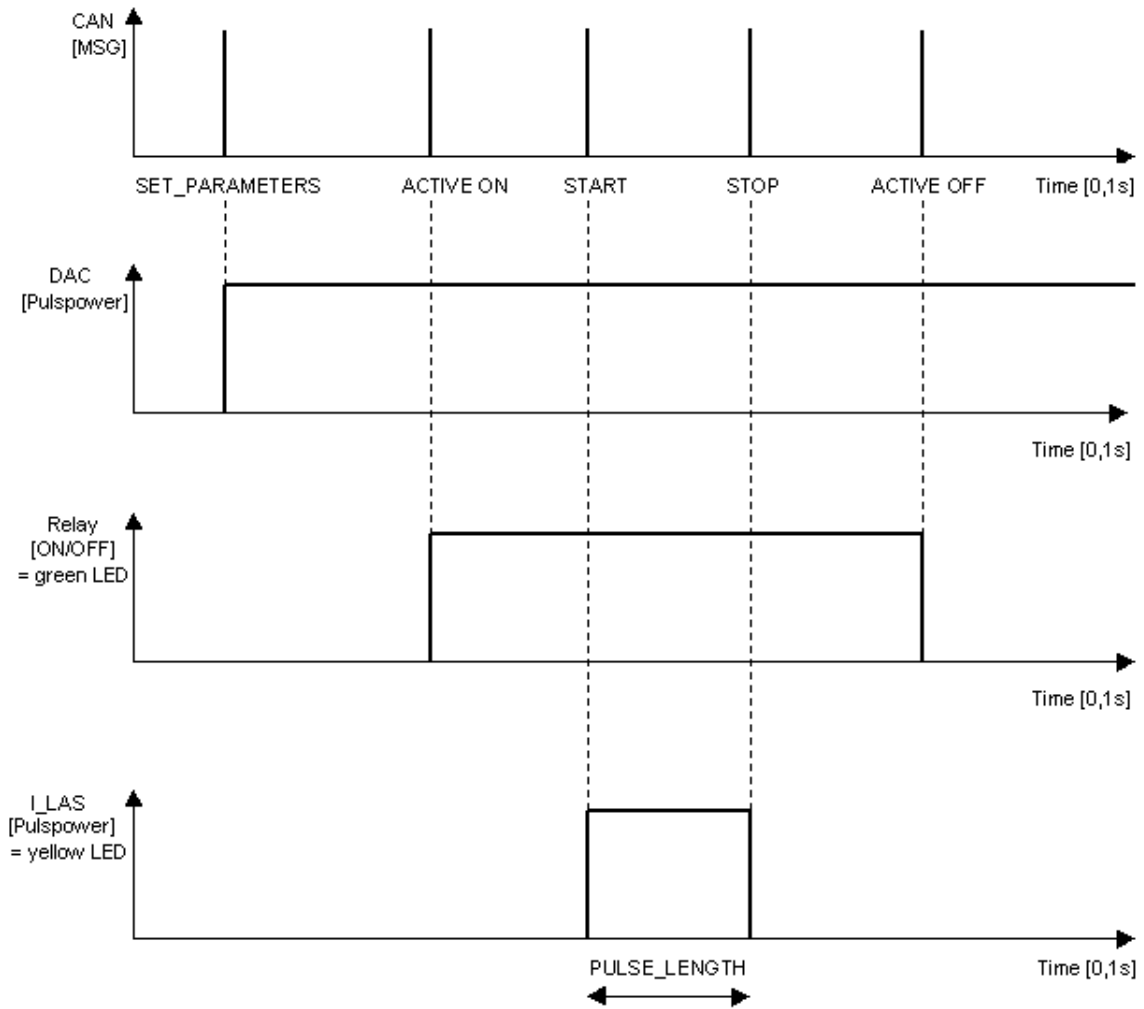 CAN
[MSG]
SET_PARAMETERS
ACTIVE ON
START
STOP
ACTIVE OFF
Time [0,1s]
DAC
[Pulspower]
Time [0,1s]
Relay
[ON/OFF]
= green LED
Time [0,1s]
I_LAS
[Pulspower]
= yellow LED
PULSE_LENGTH
Time [0,1s]